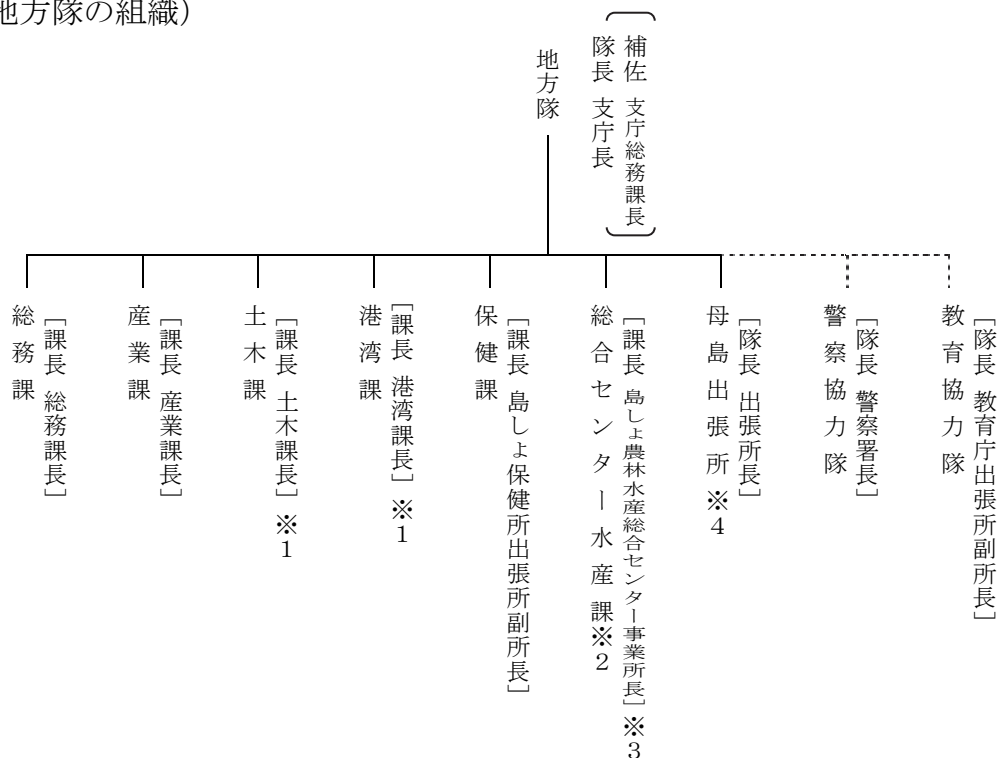 地方隊の組織）
地方隊
隊長 支庁長
補佐 支庁総務課長
総務課
［課長 総務課長］
産業課
［課長 産業課長］
土木課
［課長 土木課長］※1
港湾課
［課長 港湾課長］※1
保健課
［課長 島しょ保健所出張所副所長］
総合センター水産課※2
［課長 島しょ農林水産総合センター事業所長］※3
母島出張所※4
［隊長 出張所長］
警察協力隊
［隊長 警察署長］
教育協力隊
［隊長 教育庁出張所副所長］